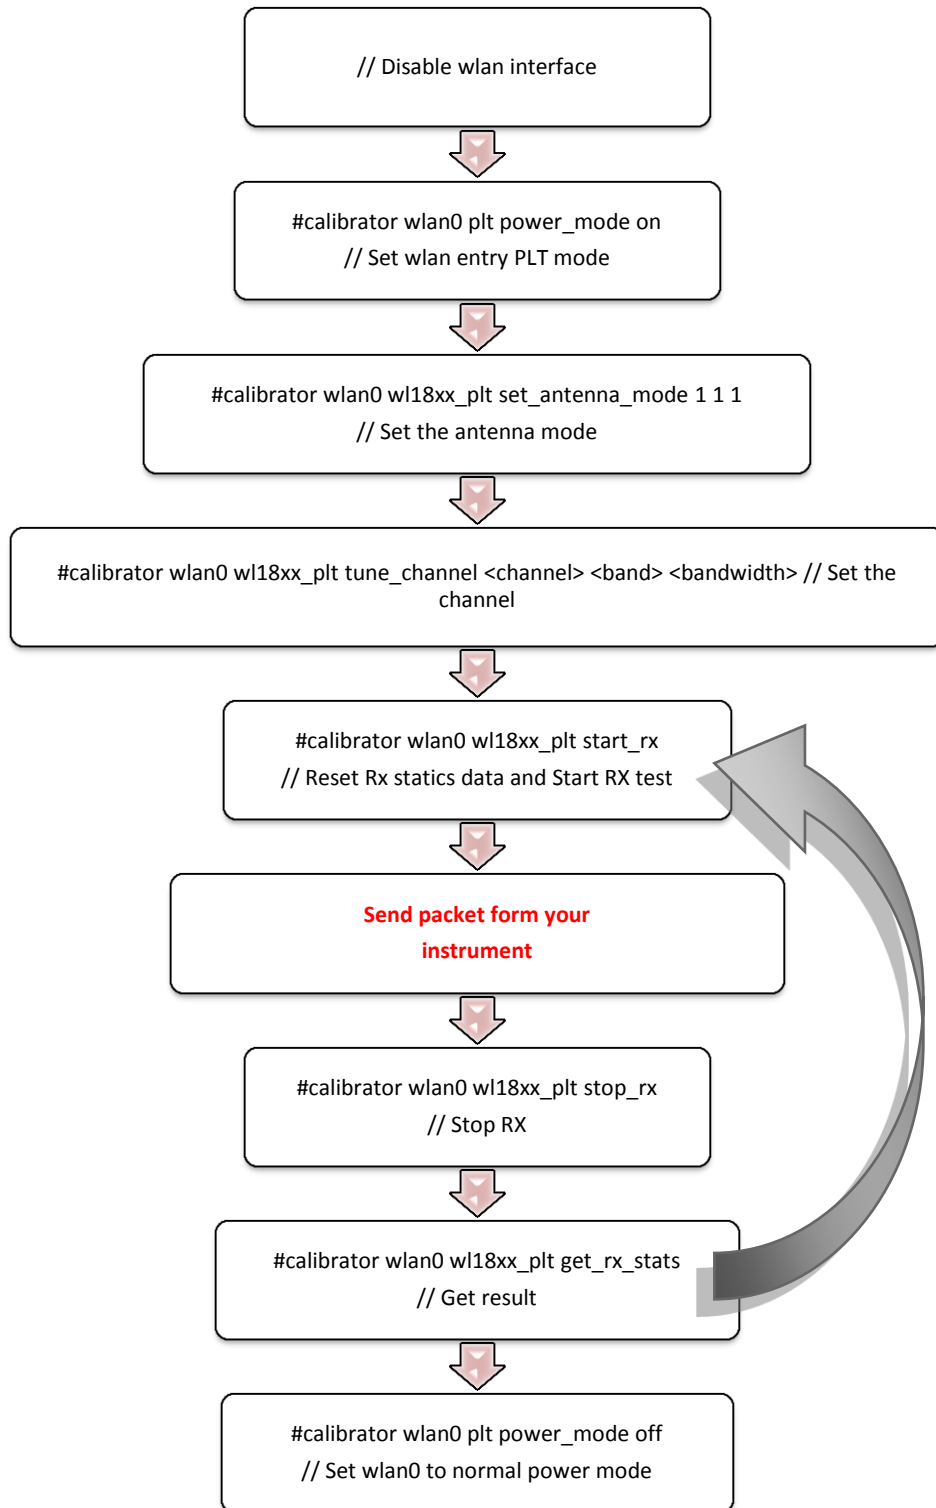 // Disable wlan interface
#calibrator wlan0 plt power_mode on
// Set wlan entry PLT mode
#calibrator wlan0 wl18xx_plt set_antenna_mode 1 1 1
// Set the antenna mode
#calibrator wlan0 wl18xx_plt tune_channel <channel> <band> <bandwidth> // Set the
channel
#calibrator wlan0 wl18xx_plt start_rx
// Reset Rx statics data and Start RX test
Send packet form your
instrument
#calibrator wlan0 wl18xx_plt stop_rx
// Stop RX
#calibrator wlan0 wl18xx_plt get_rx_stats
// Get result
#calibrator wlan0 plt power_mode off
// Set wlan0 to normal power mode